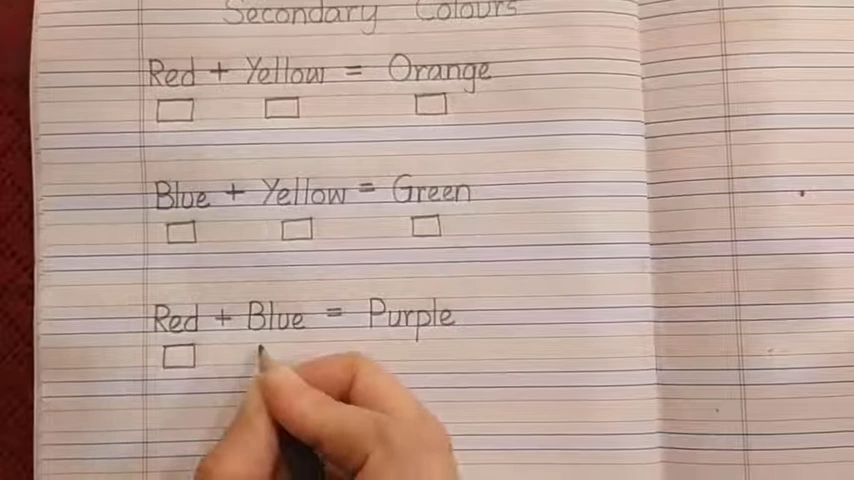 Secondary Colours
Red + Yellow = Orange
Blue + Yellow = Green
Red + Blue = Purple